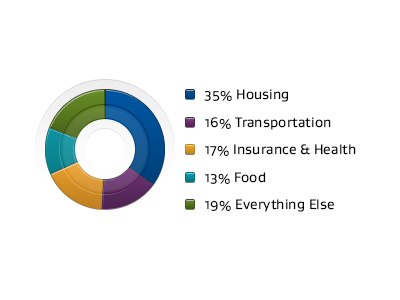 35% Housing
16% Transportation
17% Insurance & Health
13% Food
19% Everything Else